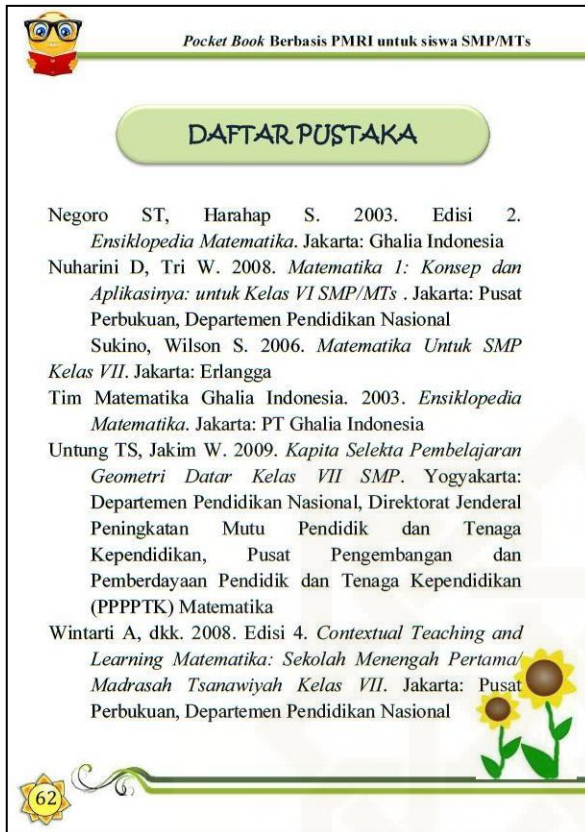 Pocket Book Berbasis PMRI untuk siswa SMP/MTs
DAFTAR PUSTAKA
Negoro ST, Harahap S. 2003. Edisi 2.
Ensiklopedia Matematika. Jakarta: Ghalia Indonesia
Nuharini D, Tri W. 2008. Matematika 1: Konsep dan
Aplikasinya: untuk Kelas VI SMP/MTs . Jakarta: Pusat
Perbukuan, Departemen Pendidikan Nasional
Sukino, Wilson S. 2006. Matematika Untuk SMP
Kelas VII. Jakarta: Erlangga
Tim Matematika Ghalia Indonesia. 2003. Ensiklopedia
Matematika. Jakarta: PT Ghalia Indonesia
Untung TS, Jakim W. 2009. Kapita Selekta Pembelajaran
Geometri Datar Kelas VII SMP. Yogyakarta:
Departemen Pendidikan Nasional, Direktorat Jenderal
Peningkatan Mutu Pendidik dan Tenaga
Kependidikan, Pusat Pengembangan dan
Pemberdayaan Pendidik dan Tenaga Kependidikan
(PPPPTK) Matematika
Wintarti A, dkk. 2008. Edisi 4. Contextual Teaching and
Learning Matematika: Sekolah Menengah Pertama/
Madrasah Tsanawiyah Kelas VII. Jakarta: Pusat
Perbukuan, Departemen Pendidikan Nasional
62